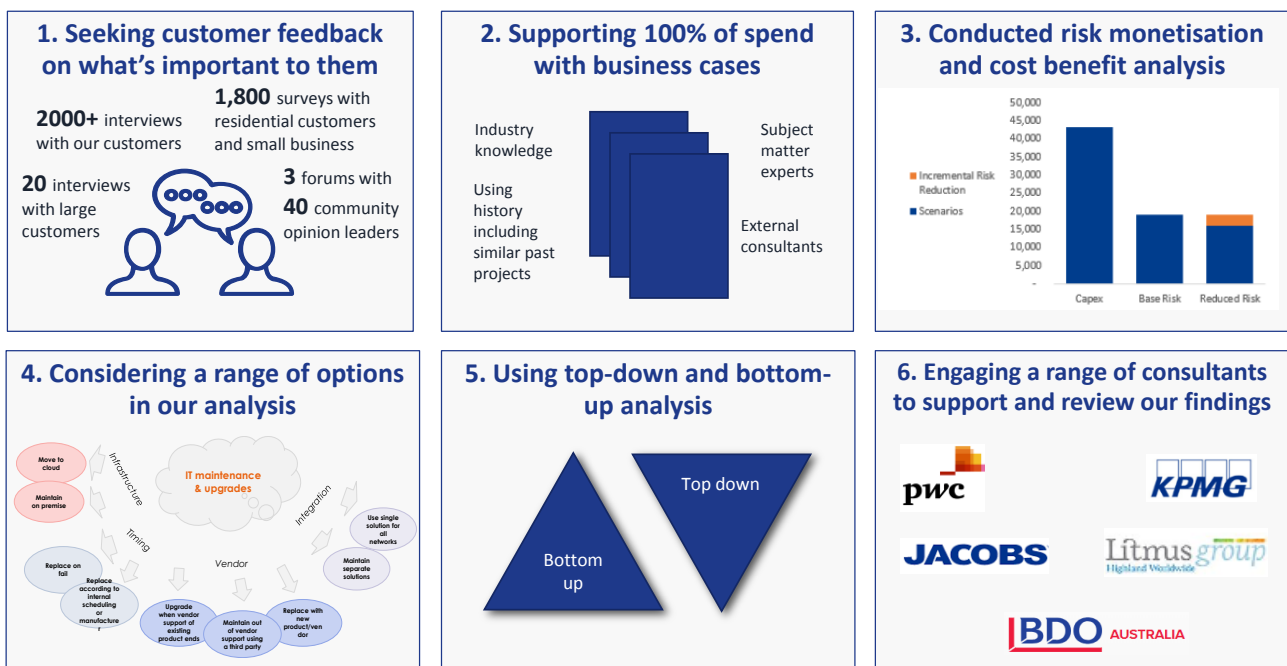 1. Seeking customer feedback
on what's important to them
2000+ interviews
with our customers
1,800 surveys with
residential customers
and small business
20 interviews
with large
customers
3 forums with
40 community
opinion leaders
2. Supporting 100% of spend
with business cases
Industry
knowledge
Using
history
including
similar past
projects
Subject
matter
experts
External
consultants
3. Conducted risk monetisation
and cost benefit analysis
50,000
45,000
40,000
35,000
30,000
25,000
20,000
15,000
10,000
5,000
-
Incremental Risk
Reduction
Scenarios
Capex
Base Risk
Reduced Risk
4. Considering a range of options
in our analysis
IT maintenance
& upgrades
Infrastructure
Move to
cloud
Maintain
on premise
Timing
Replace on
fail
Replace
according to
internal
scheduling
or
manufacture
r
Vendor
Upgrade
when vendor
support of
existing
product ends
Maintain out
of vendor
support using
a third party
Replace with
new
product/ven
dor
Integration
Use single
solution for
all
networks
Maintain
separate
solutions
5. Using top-down and bottom-
up analysis
Bottom
up
Top down
6. Engaging a range of consultants
to support and review our findings
pwc
KPMG
JACOBS
Litmus group
Highland Worldwide
BDO AUSTRALIA